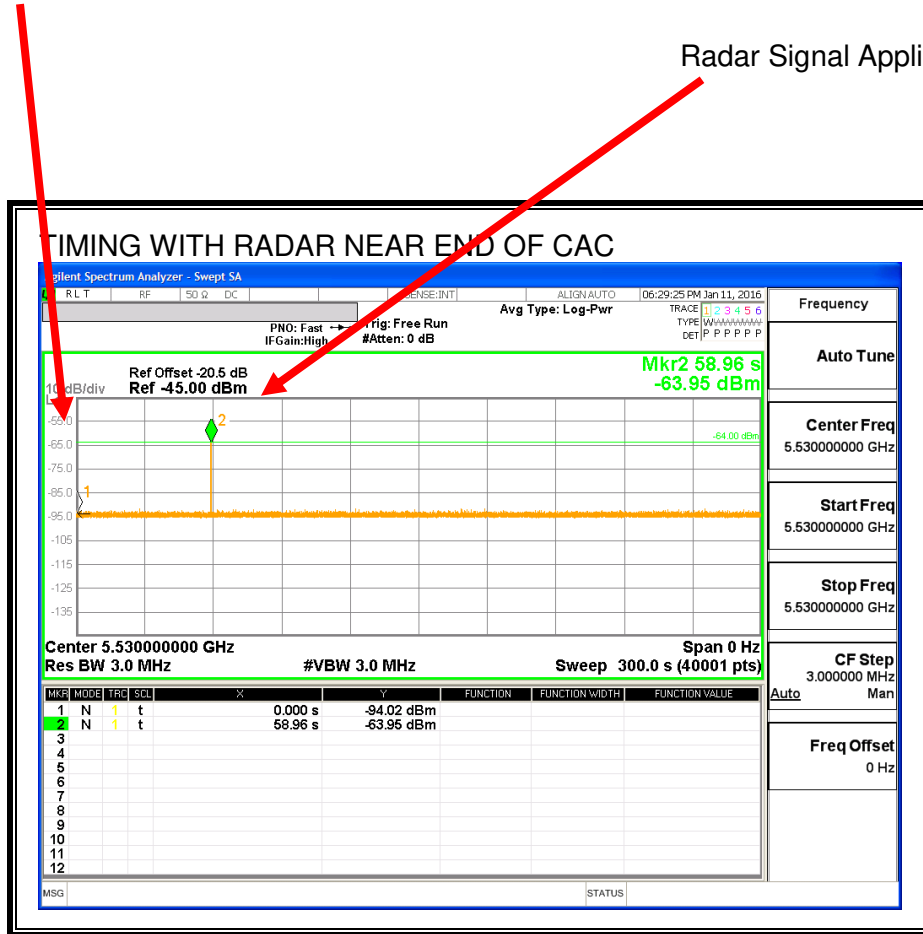 Radar Signal Appli
TIMING WITH RADAR NEAR END OF CAC
Agilent Spectrum Analyzer - Swept SA
R L T RF 50 Ω DC SENSE:INT ALIGN AUTO 06:29:25 PM Jan 11, 2016
Avg Type: Log-Pwr
TRACE 1 2 3 4 5 6
TYPE WWWWWW
DET P P P P P P
PNO: Fast Trig: Free Run
IFGain:High #Atten: 0 dB
Mkr2 58.96 s
-63.95 dBm
Ref Offset -20.5 dB
10 dB/div Ref -45.00 dBm
-55.0
-65.0
-75.0
-85.0
-95.0
-105
-115
-125
-135
2
1
-64.00 dBm
Center 5.530000000 GHz Span 0 Hz
Res BW 3.0 MHz #VBW 3.0 MHz Sweep 300.0 s (40001 pts)
MKR MODE TRC SCL X Y FUNCTION FUNCTION WIDTH FUNCTION VALUE
1 N 1 t 0.000 s -94.02 dBm
2 N 1 t 58.96 s -63.95 dBm
3
4
5
6
7
8
9
10
11
12
MSG STATUS
Frequency
Auto Tune
Center Freq
5.530000000 GHz
Start Freq
5.530000000 GHz
Stop Freq
5.530000000 GHz
CF Step
3.000000 MHz
Auto Man
Freq Offset
0 Hz